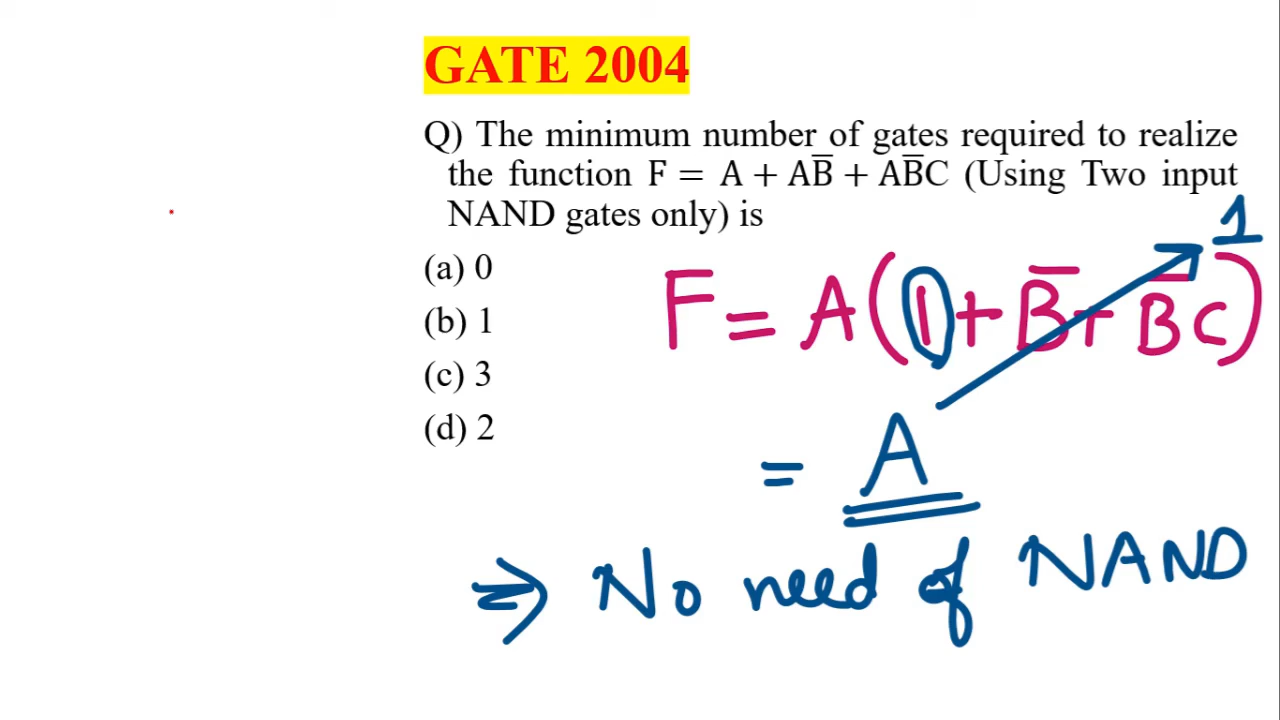 GATE 2004
Q) The minimum number of gates required to realize
the function F = A + AB̅ + AB̅C (Using Two input
NAND gates only) is
(a) 0
(b) 1
(c) 3
(d) 2
F = A(1 + B̅ + B̅C) 1
= A
⇒ No need of NAND